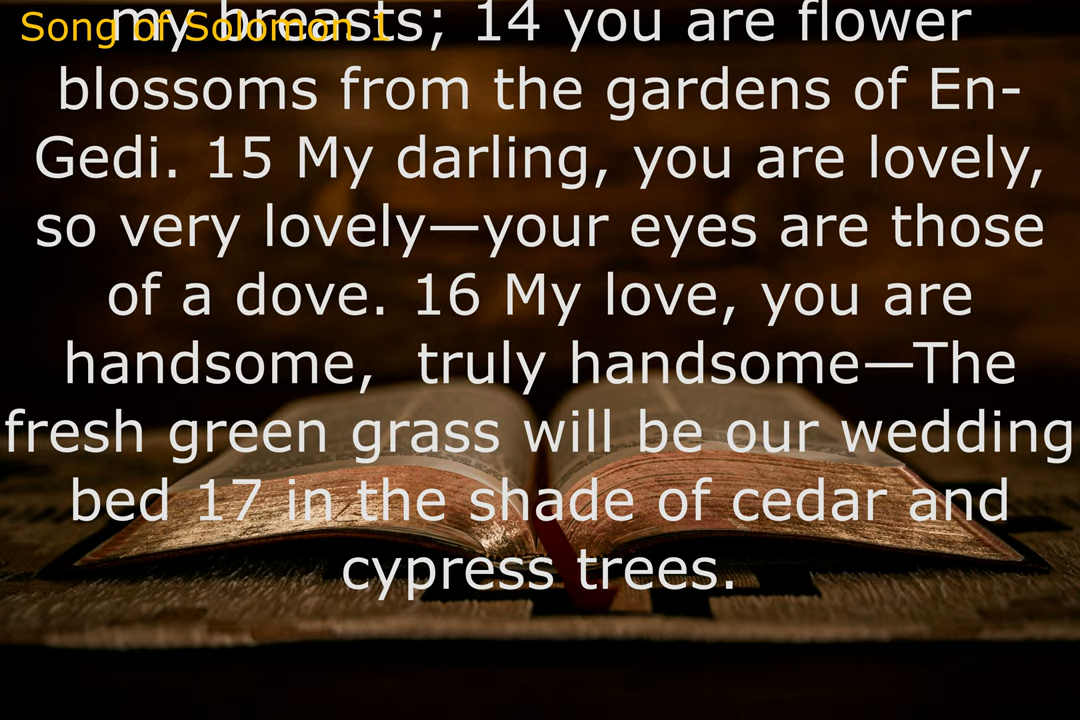 Song of Solomon 1
my breasts; 14 you are flower
blossoms from the gardens of En-
Gedi. 15 My darling, you are lovely,
so very lovely—your eyes are those
of a dove. 16 My love, you are
handsome,  truly handsome—The
fresh green grass will be our wedding
bed 17 in the shade of cedar and
cypress trees.